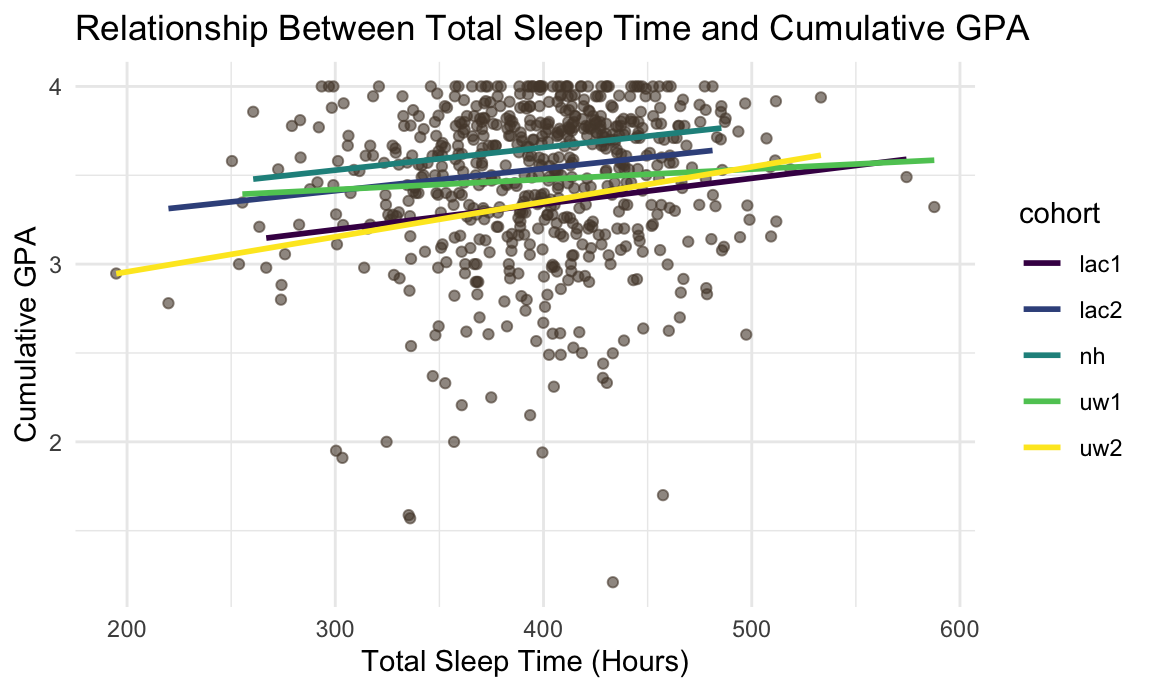 Relationship Between Total Sleep Time and Cumulative GPA
Cumulative GPA
4
3
2
200
300
400
500
600
Total Sleep Time (Hours)
cohort
lac1
lac2
nh
uw1
uw2